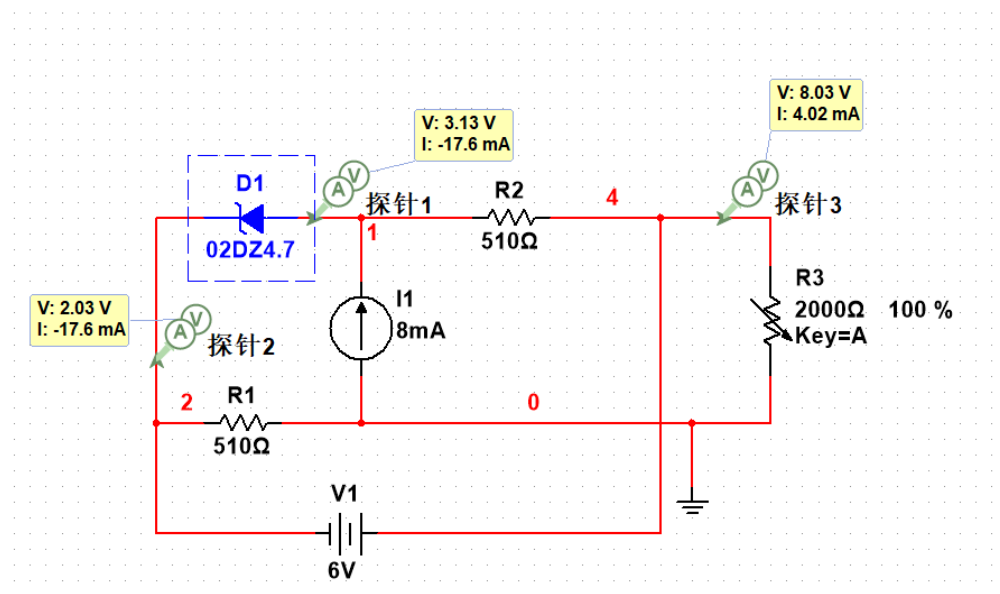 V: 8.03 V
I: 4.02 mA
V: 3.13 V
I: -17.6 mA
D1
02DZ4.7
A V
探针1
1
R2
510Ω
4
A V
探针3
V: 2.03 V
I: -17.6 mA
A V
探针2
I1
8mA
R3
2000Ω 100 %
Key=A
2
R1
510Ω
0
V1
6V